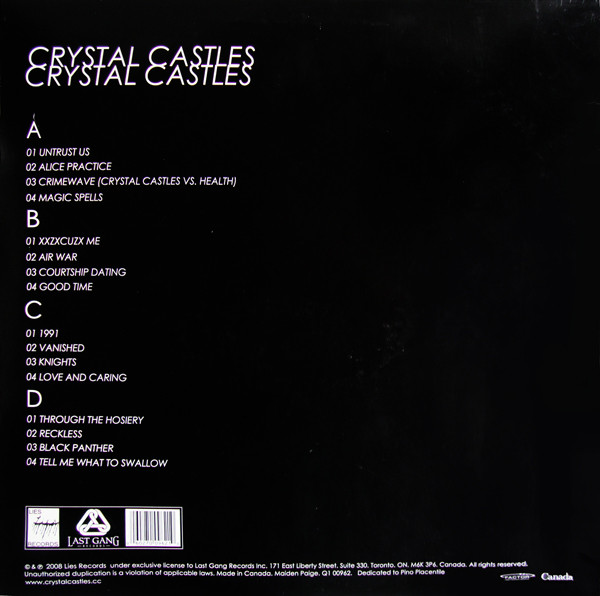 CRYSTAL CASTLES
CRYSTAL CASTLES
A
01 UNTRUST US
02 ALICE PRACTICE
03 CRIMEWAVE (CRYSTAL CASTLES VS. HEALTH)
04 MAGIC SPELLS
B
01 XXZXCUZX ME
02 AIR WAR
03 COURTSHIP DATING
04 GOOD TIME
C
01 1991
02 VANISHED
03 KNIGHTS
04 LOVE AND CARING
D
01 THROUGH THE HOSIERY
02 RECKLESS
03 BLACK PANTHER
04 TELL ME WHAT TO SWALLOW
LIES
RECORDS
LAST GANG
RECORDS
© & ℗ 2008 Lies Records under exclusive license to Last Gang Records Inc. 171 East Liberty Street, Suite 330, Toronto, ON, M6K 3P6, Canada. All rights reserved.
Unauthorized duplication is a violation of applicable laws. Made in Canada. Maiden Paige. Q1 00962. Dedicated to Pino Placentile
www.crystalcastles.cc
FACTOR
Canada